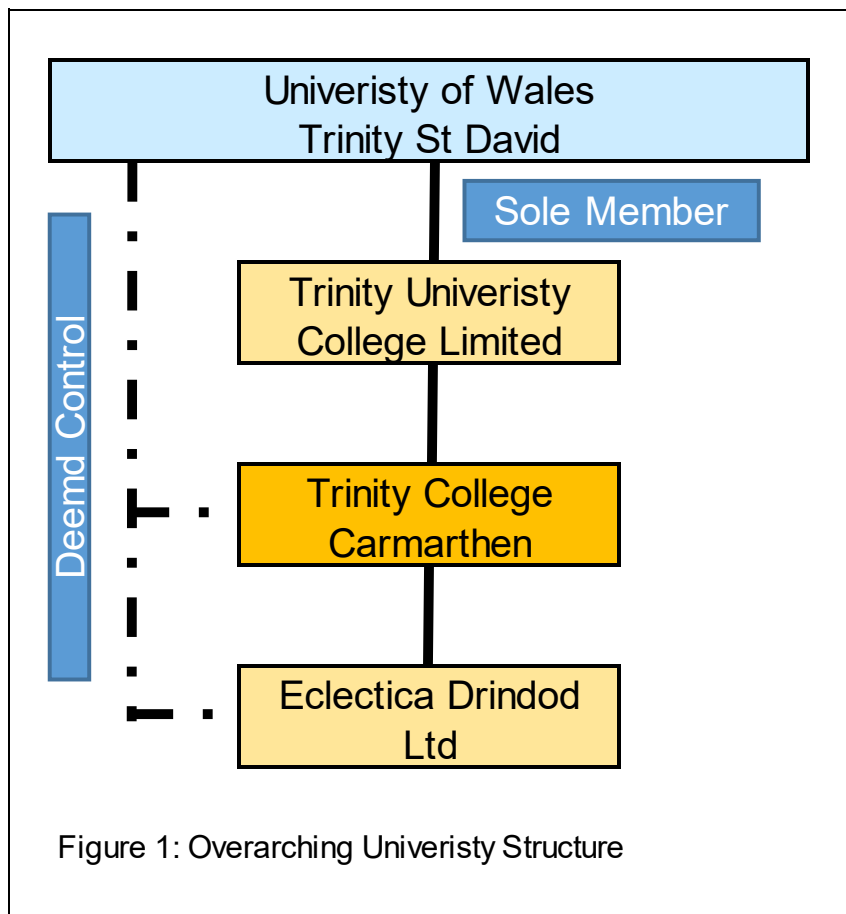 Univeristy of Wales
Trinity St David
Sole Member
Deemd Control
Trinity Univeristy
College Limited
Trinity College
Carmarthen
Eclectica Drindod
Ltd
Figure 1: Overarching Univeristy Structure